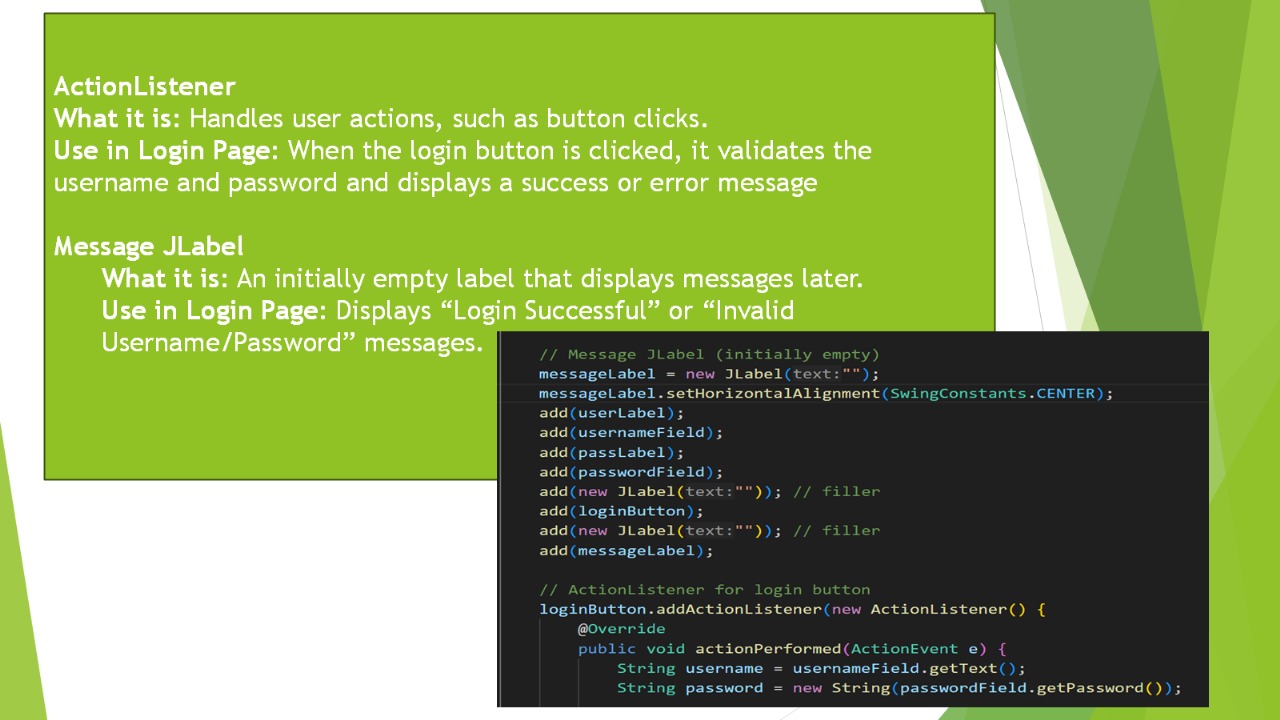 ActionListener
What it is: Handles user actions, such as button clicks.
Use in Login Page: When the login button is clicked, it validates the
username and password and displays a success or error message
Message JLabel
What it is: An initially empty label that displays messages later.
Use in Login Page: Displays “Login Successful” or “Invalid
Username/Password” messages.
// Message JLabel (initially empty)
messageLabel = new JLabel(text:"");
messageLabel.setHorizontalAlignment(SwingConstants.CENTER);
add(userLabel);
add(usernameField);
add(passLabel);
add(passwordField);
add(new JLabel(text:"")); // filler
add(loginButton);
add(new JLabel(text:"")); // filler
add(messageLabel);
// ActionListener for login button
loginButton.addActionListener(new ActionListener() {
@Override
public void actionPerformed(ActionEvent e) {
String username = usernameField.getText();
String password = new String(passwordField.getPassword());